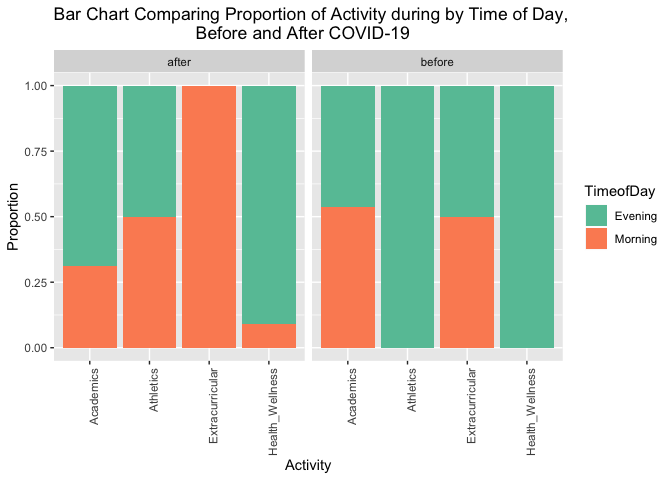 Bar Chart Comparing Proportion of Activity during by Time of Day,
Before and After COVID-19
after
before
Proportion
1.00
0.75
0.50
0.25
0.00
Academics
Athletics
Extracurricular
Health_Wellness
Academics
Athletics
Extracurricular
Health_Wellness
Activity
TimeofDay
Evening
Morning